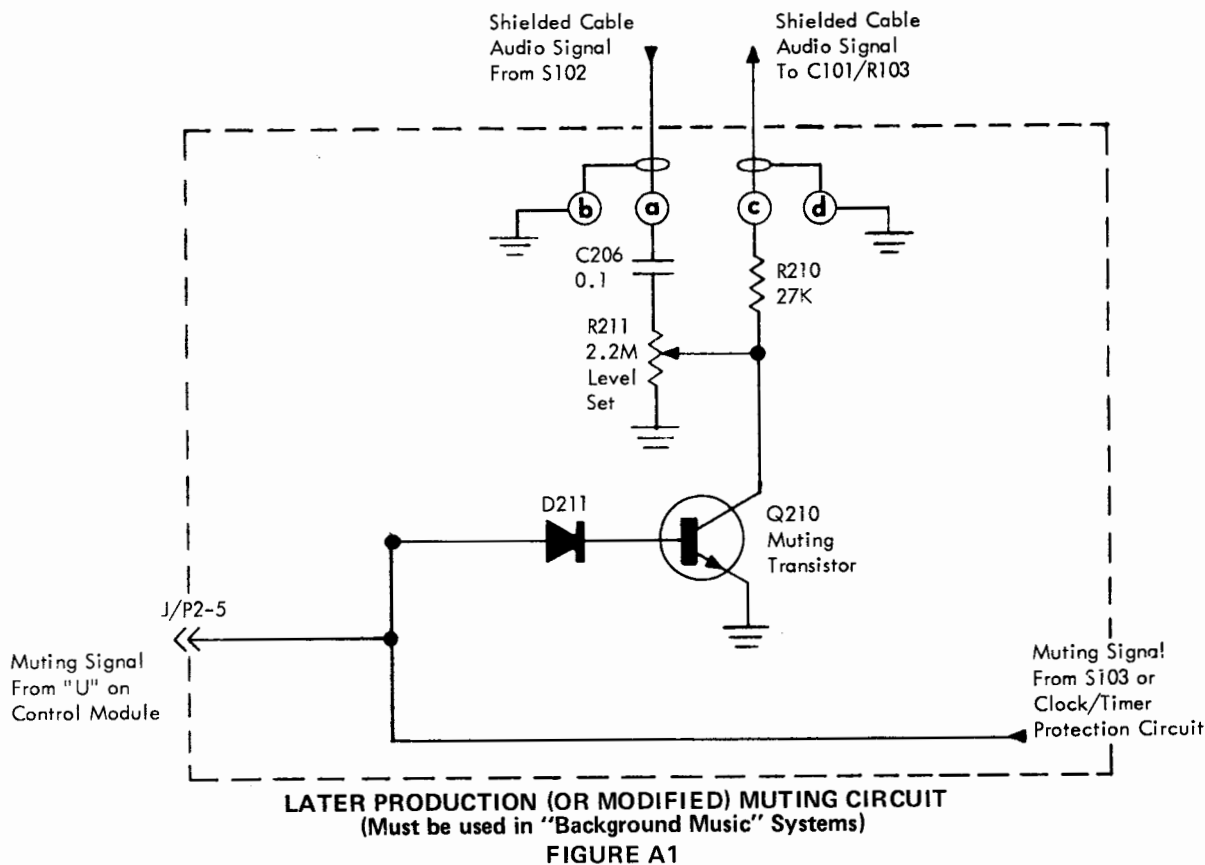 Shielded Cable
Audio Signal
From S102
Shielded Cable
Audio Signal
To C101/R103
b
a
c
d
C206
0.1
R210
27K
R211
2.2M
Level
Set
D211
Q210
Muting
Transistor
J/P2-5
Muting Signal
From "U" on
Control Module
Muting Signal
From S103 or
Clock/Timer
Protection Circuit
LATER PRODUCTION (OR MODIFIED) MUTING CIRCUIT
(Must be used in "Background Music" Systems)
FIGURE A1